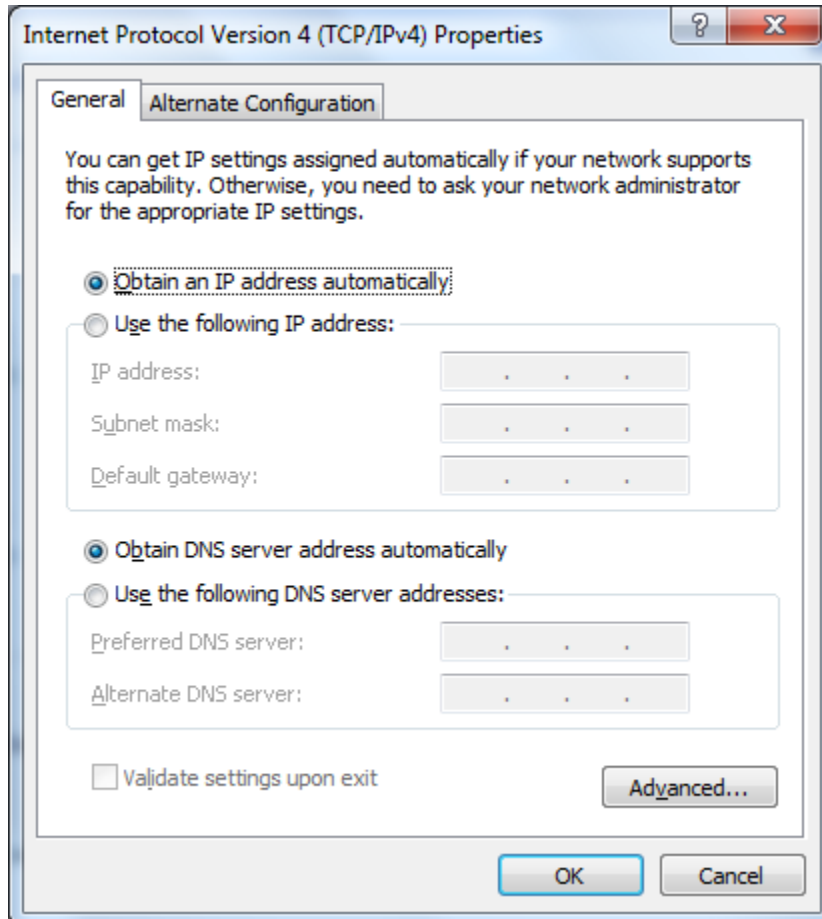 Internet Protocol Version 4 (TCP/IPv4) Properties
General
Alternate Configuration
You can get IP settings assigned automatically if your network supports
this capability. Otherwise, you need to ask your network administrator
for the appropriate IP settings.
Obtain an IP address automatically
Use the following IP address:
IP address:
. . .
Subnet mask:
. . .
Default gateway:
. . .
Obtain DNS server address automatically
Use the following DNS server addresses:
Preferred DNS server:
. . .
Alternate DNS server:
. . .
Validate settings upon exit
Advanced...
OK
Cancel